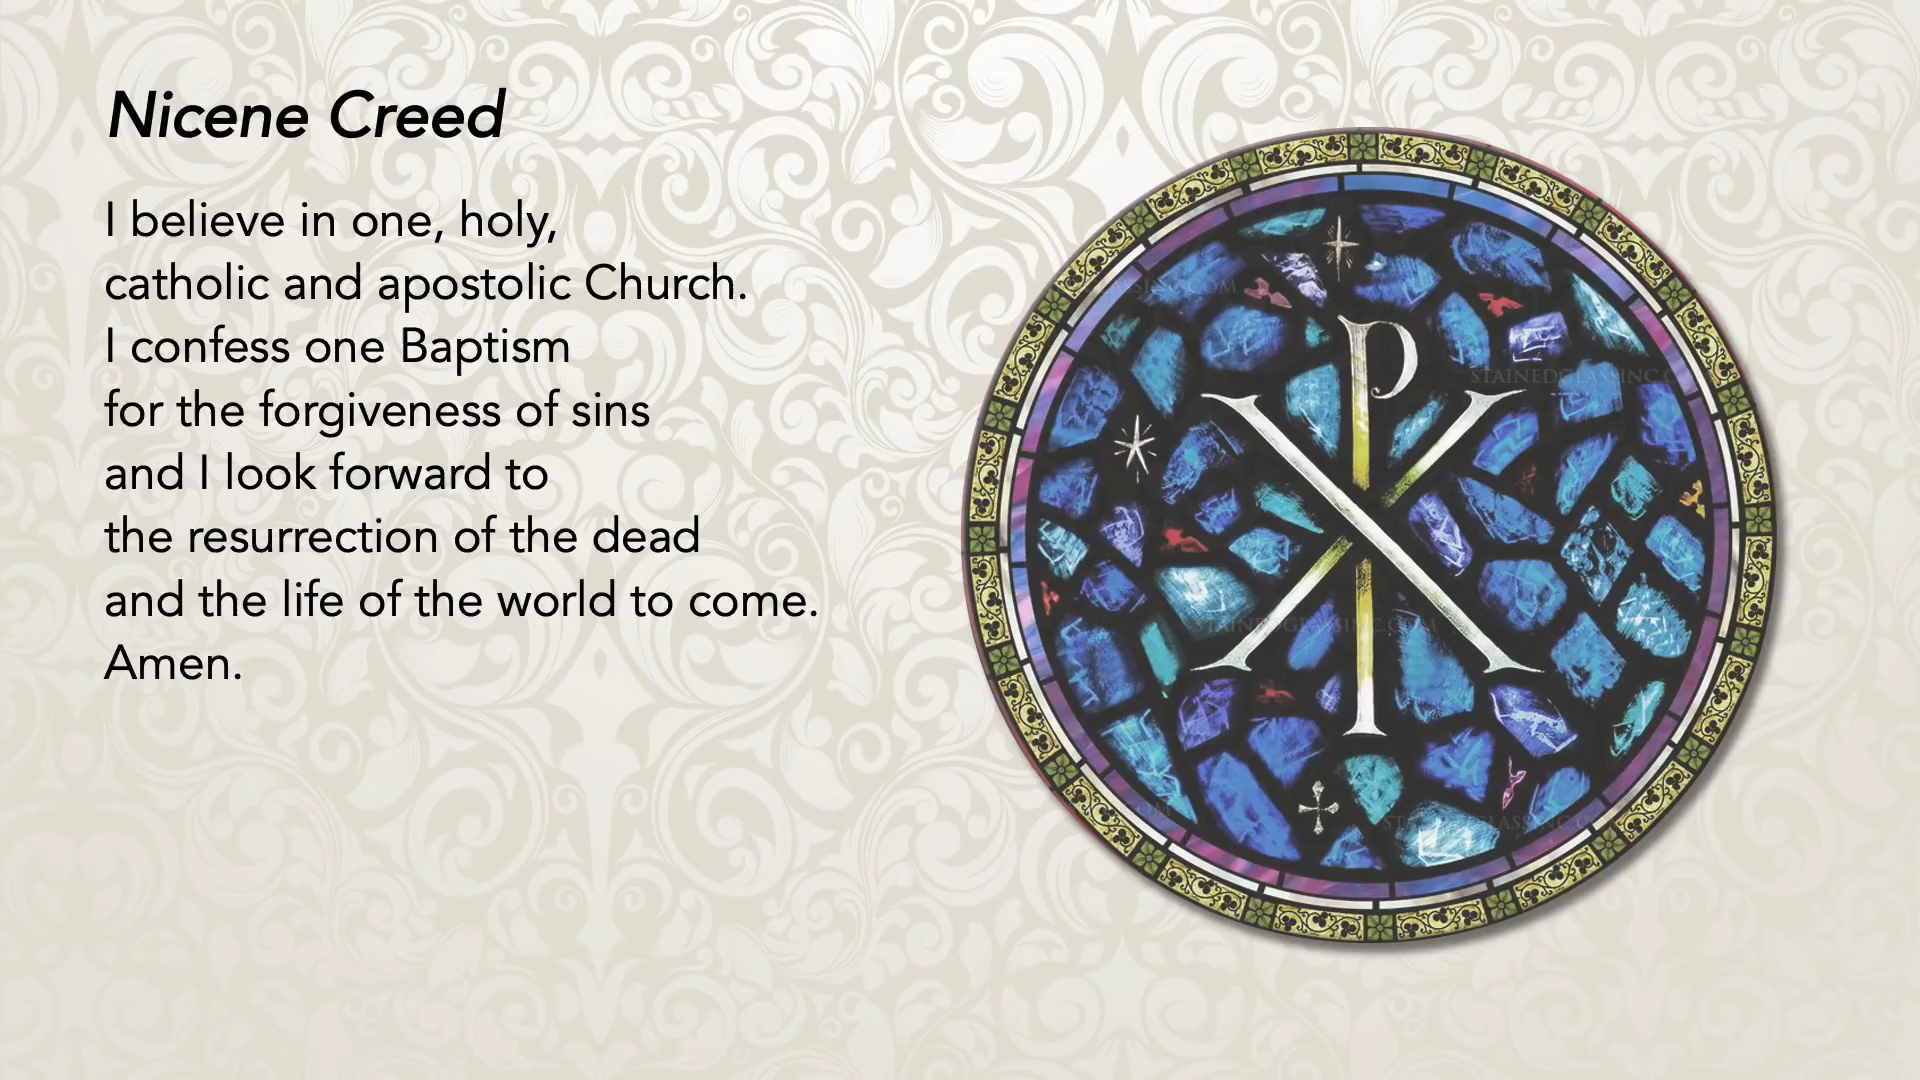 Nicene Creed
I believe in one, holy,
catholic and apostolic Church.
I confess one Baptism
for the forgiveness of sins
and I look forward to
the resurrection of the dead
and the life of the world to come.
Amen.